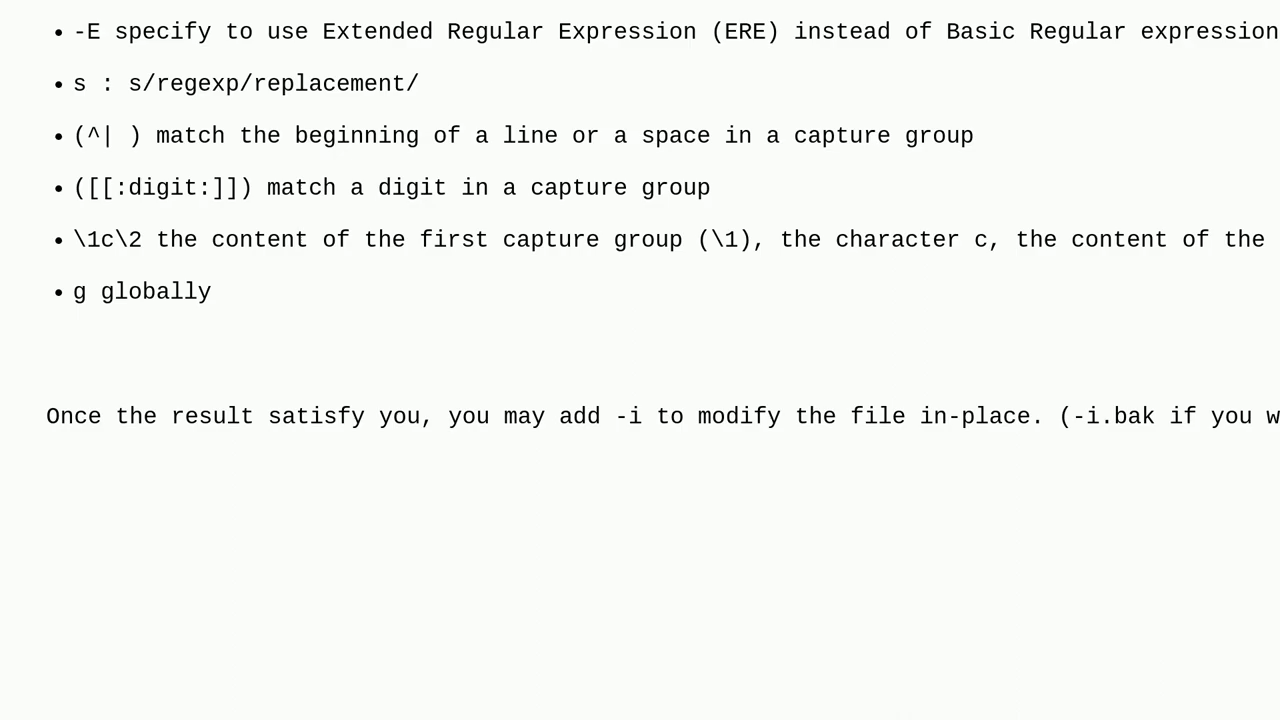 • -E specify to use Extended Regular Expression (ERE) instead of Basic Regular expression
• s : s/regexp/replacement/
• (^| ) match the beginning of a line or a space in a capture group
• ([[:digit:]]) match a digit in a capture group
• \1c\2 the content of the first capture group (\1), the character c, the content of the
• g globally
Once the result satisfy you, you may add -i to modify the file in-place. (-i.bak if you w